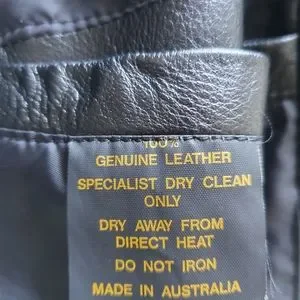 100%
GENUINE LEATHER
SPECIALIST DRY CLEAN
ONLY
DRY AWAY FROM
DIRECT HEAT
DO NOT IRON
MADE IN AUSTRALIA